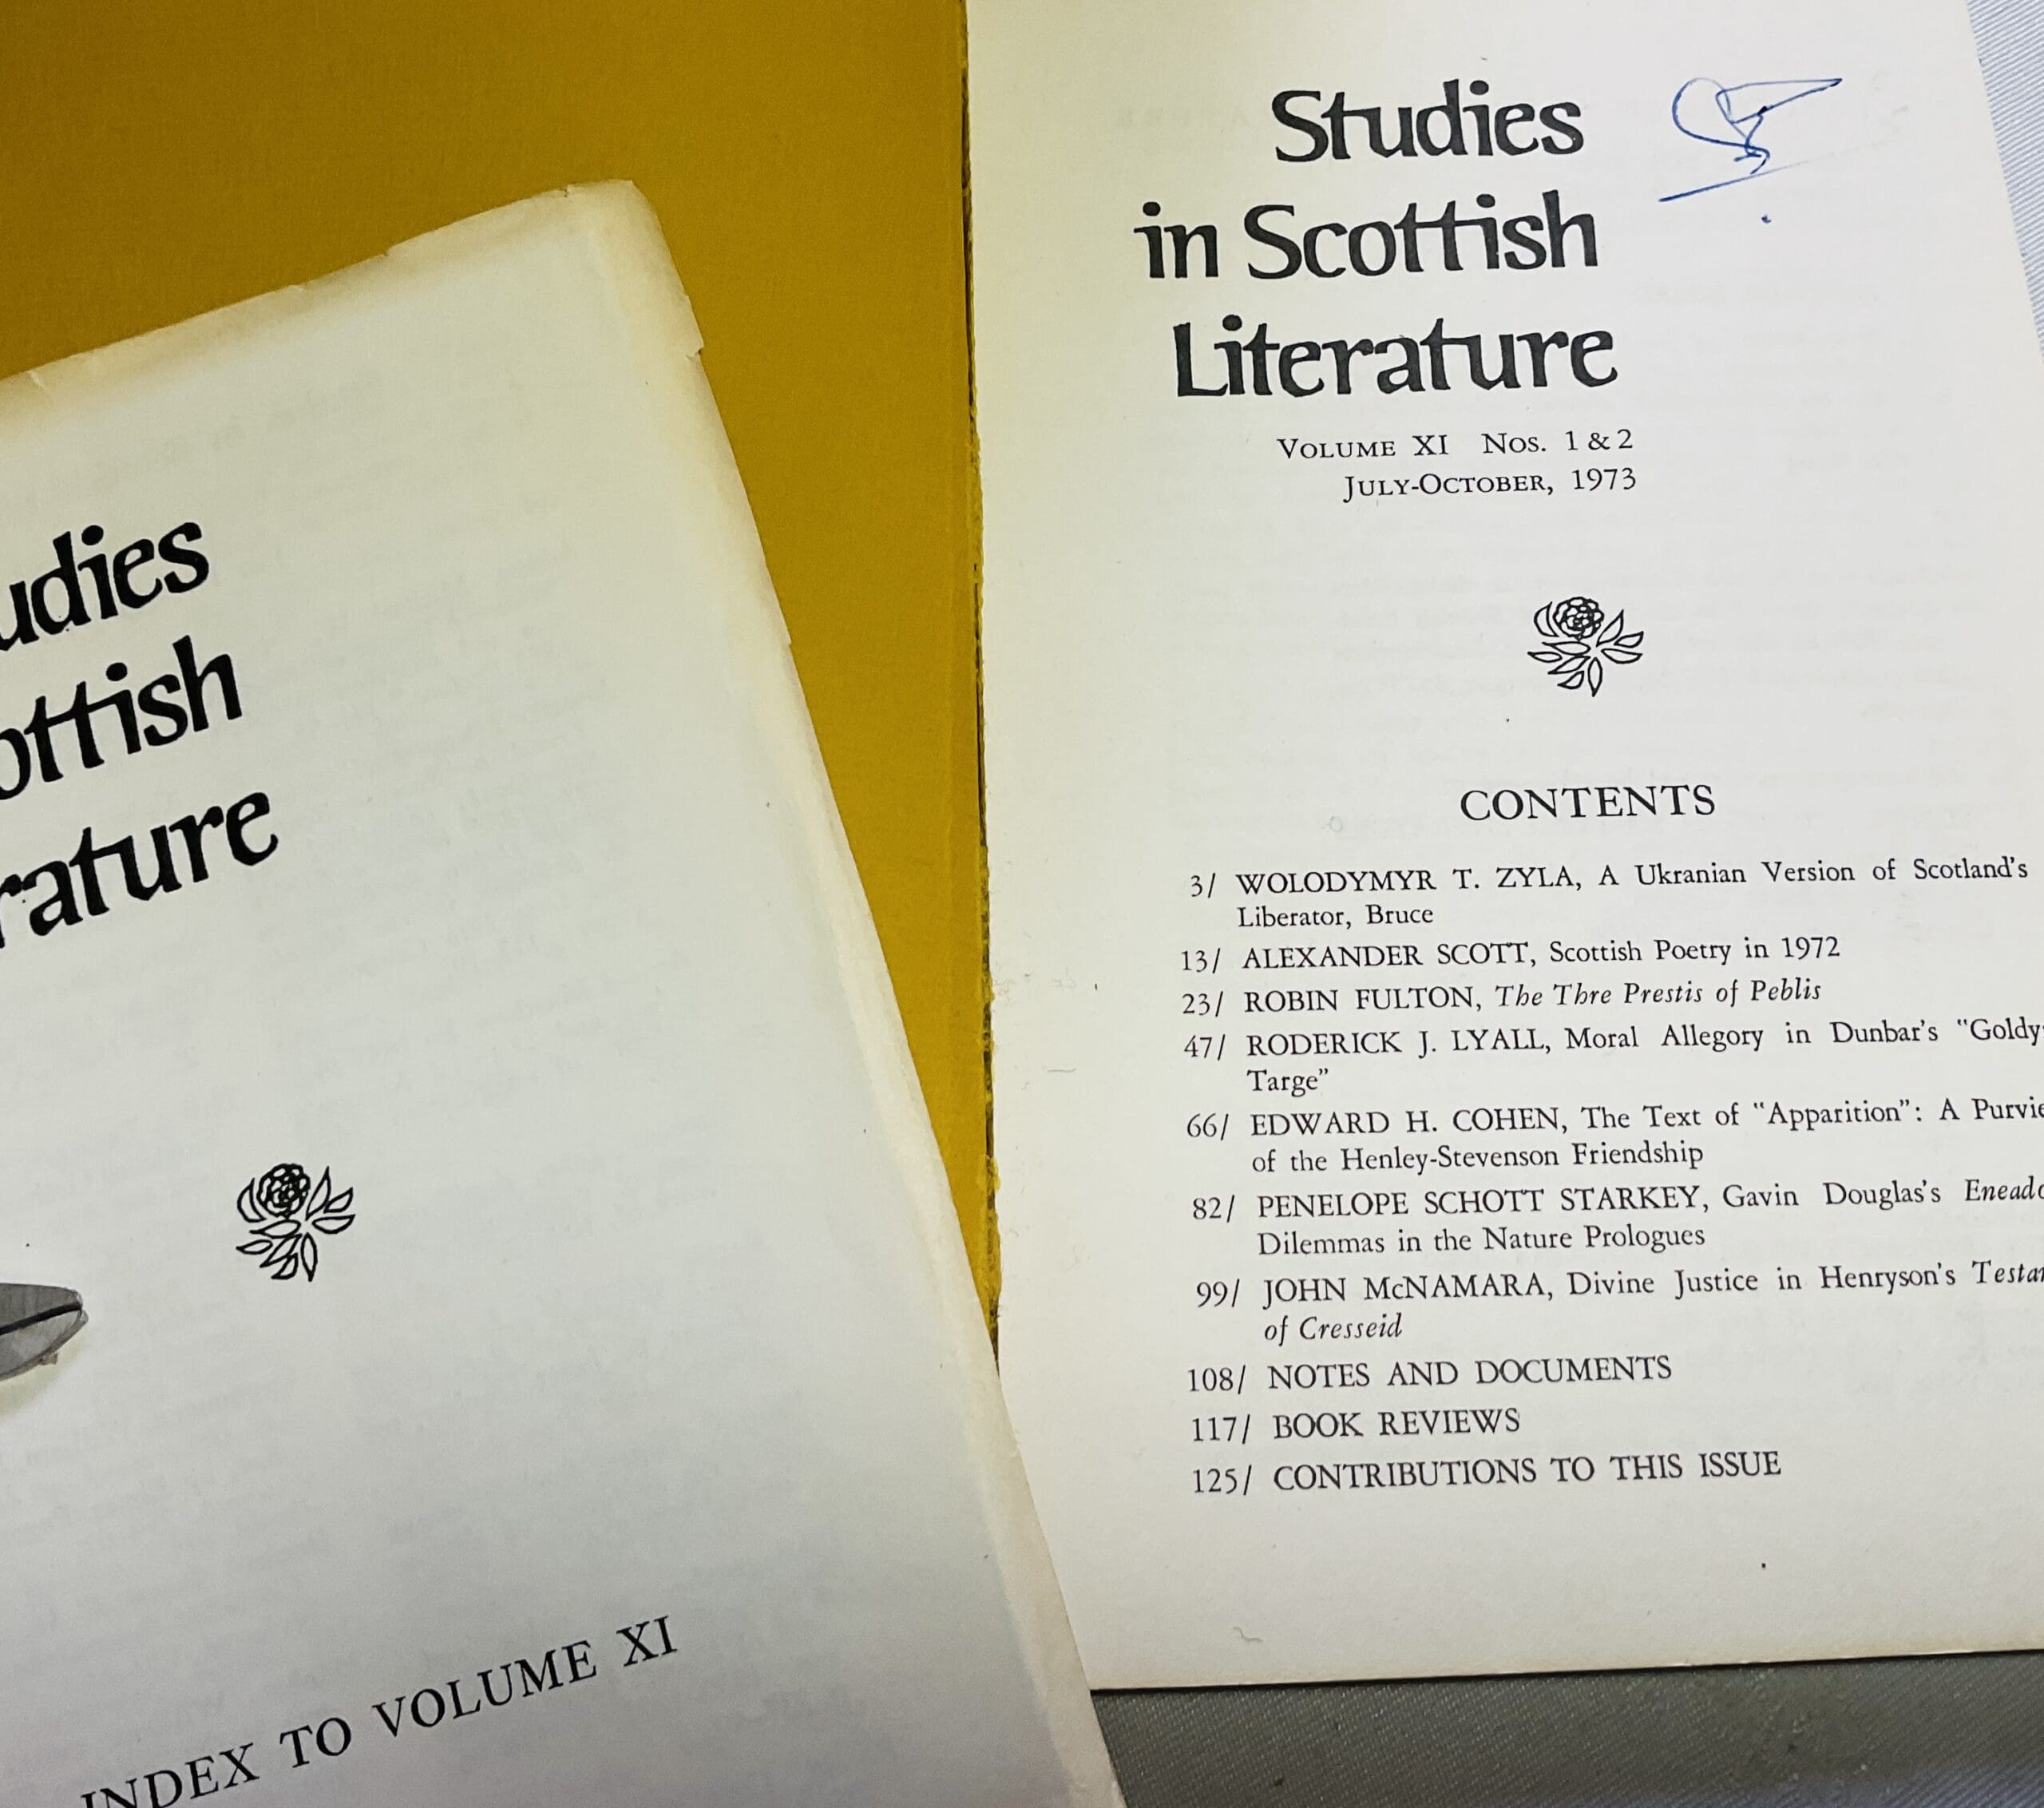 udies
ottish
rature
INDEX TO VOLUME XI
Studies
in Scottish
Literature
VOLUME XI NOS. 1 & 2
JULY-OCTOBER, 1973
CONTENTS
3/ WOLODYMYR T. ZYLA, A Ukranian Version of Scotland's
Liberator, Bruce
13/ ALEXANDER SCOTT, Scottish Poetry in 1972
23/ ROBIN FULTON, The Thre Prestis of Peblis
47/ RODERICK J. LYALL, Moral Allegory in Dunbar's "Goldy
Targe"
66/ EDWARD H. COHEN, The Text of "Apparition": A Purvie
of the Henley-Stevenson Friendship
82/ PENELOPE SCHOTT STARKEY, Gavin Douglas's Eneado
Dilemmas in the Nature Prologues
99/ JOHN McNAMARA, Divine Justice in Henryson's Testa
of Cresseid
108/ NOTES AND DOCUMENTS
117/ BOOK REVIEWS
125/ CONTRIBUTIONS TO THIS ISSUE